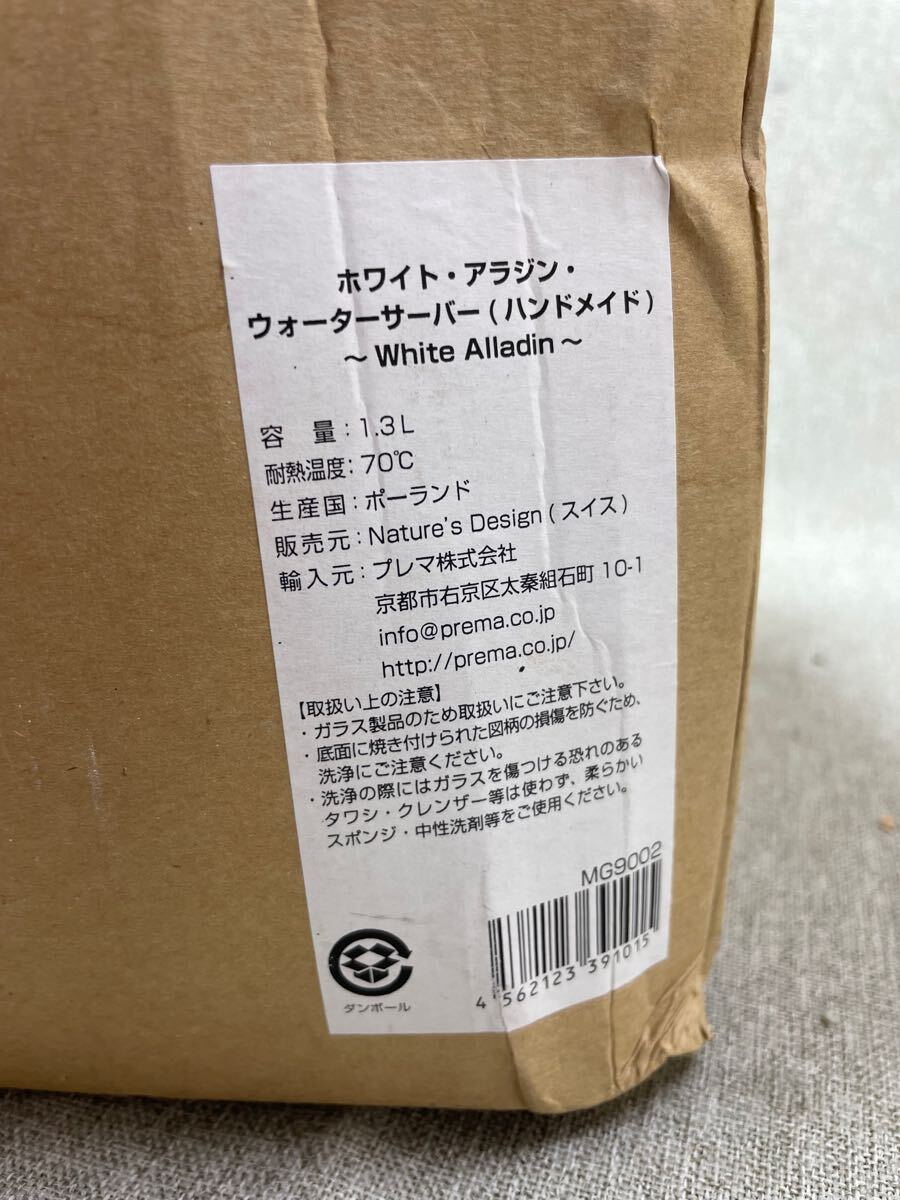 ホワイト・アラジン・
ウォーターサーバー(ハンドメイド)
～White Alladin～
容　量：1.3L
耐熱温度：70℃
生産国：ポーランド
販売元：Nature's Design(スイス)
輸入元：プレマ株式会社
京都市右京区太秦組石町 10-1
info@prema.co.jp
http://prema.co.jp/
【取扱い上の注意】
・ガラス製品のため取扱いにご注意下さい。
・底面に焼き付けられた図柄の損傷を防ぐため、
洗浄にご注意ください。
・洗浄の際にはガラスを傷つける恐れのある
タワシ・クレンザー等は使わず、柔らかい
スポンジ・中性洗剤等をご使用ください。
MG9002
4 562123 391015
ダンボール